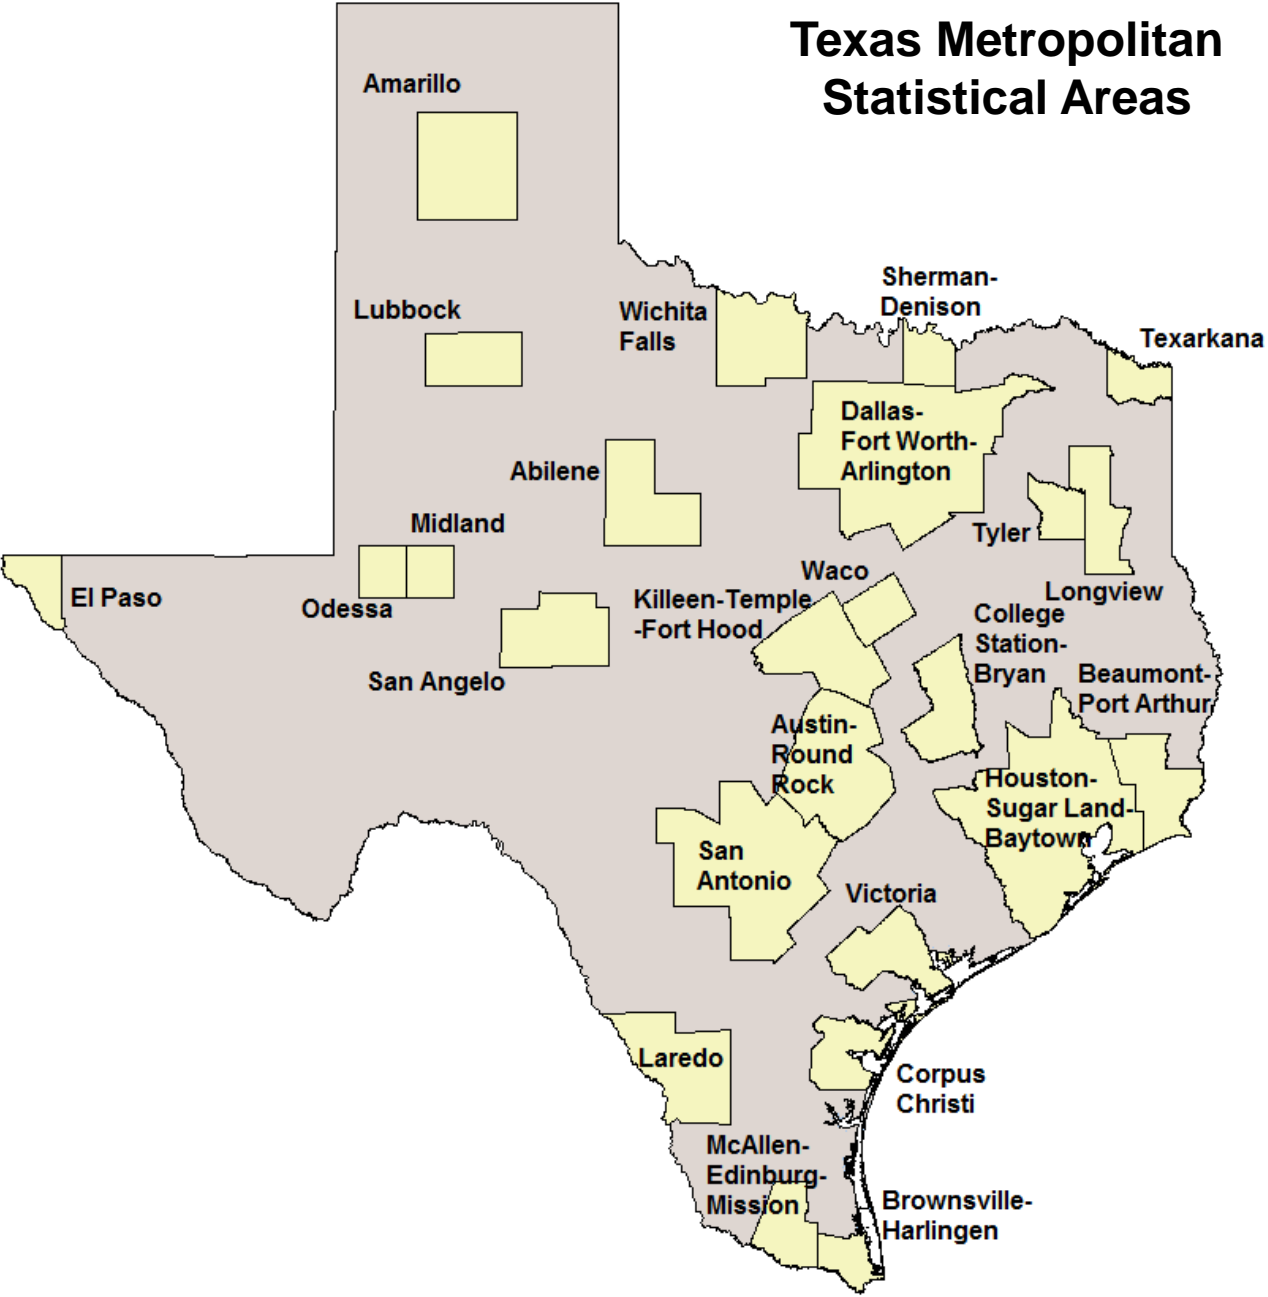 Texas Metropolitan
Statistical Areas
Amarillo
Sherman-
Denison
Lubbock
Wichita
Falls
Texarkana
Dallas-
Fort Worth-
Arlington
Abilene
Midland
Tyler
Waco
El Paso
Odessa
Killeen-Temple
-Fort Hood
Longview
College
Station-
Bryan
San Angelo
Beaumont-
Port Arthur
Austin-
Round
Rock
Houston-
Sugar Land-
Baytown
San
Antonio
Victoria
Laredo
Corpus
Christi
McAllen-
Edinburg-
Mission
Brownsville-
Harlingen